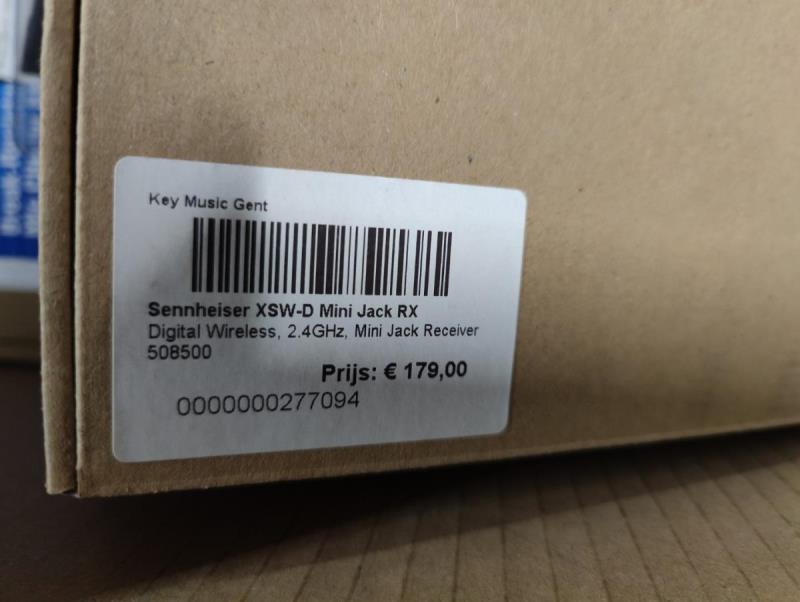 Key Music Gent
Sennheiser XSW-D Mini Jack RX
Digital Wireless, 2.4GHz, Mini Jack Receiver
508500
Prijs: € 179,00
0000000277094